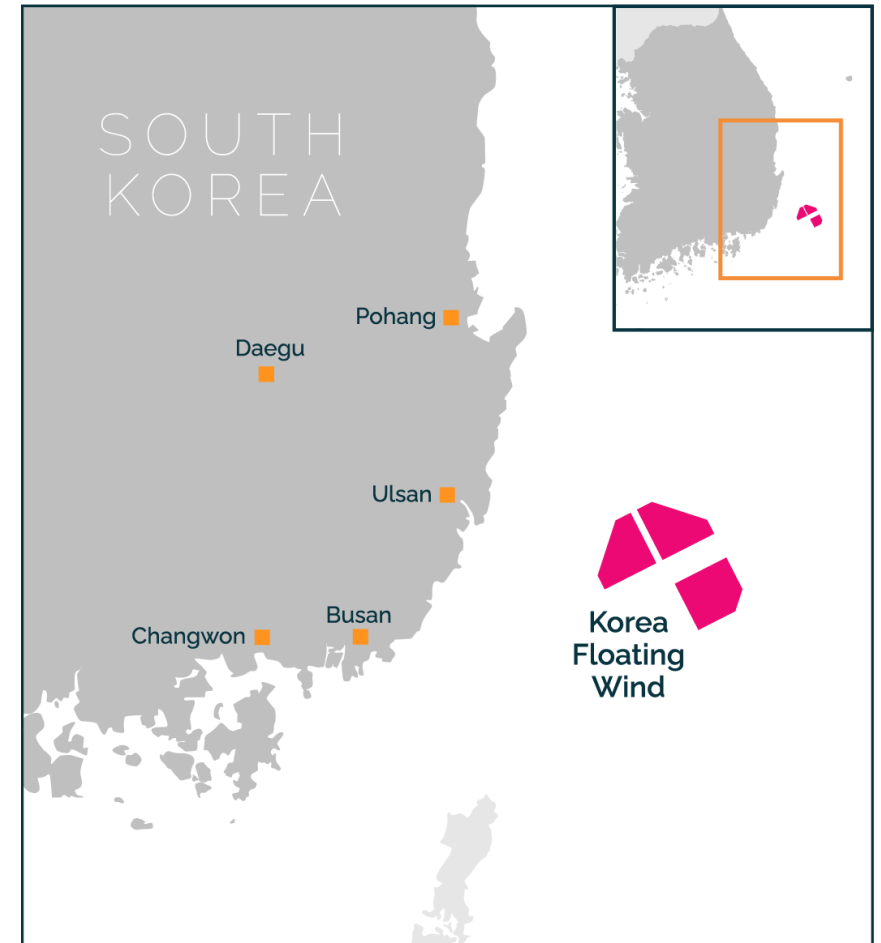 SOUTH
KOREA
Pohang
Daegu
Ulsan
Busan
Changwon
Korea
Floating
Wind